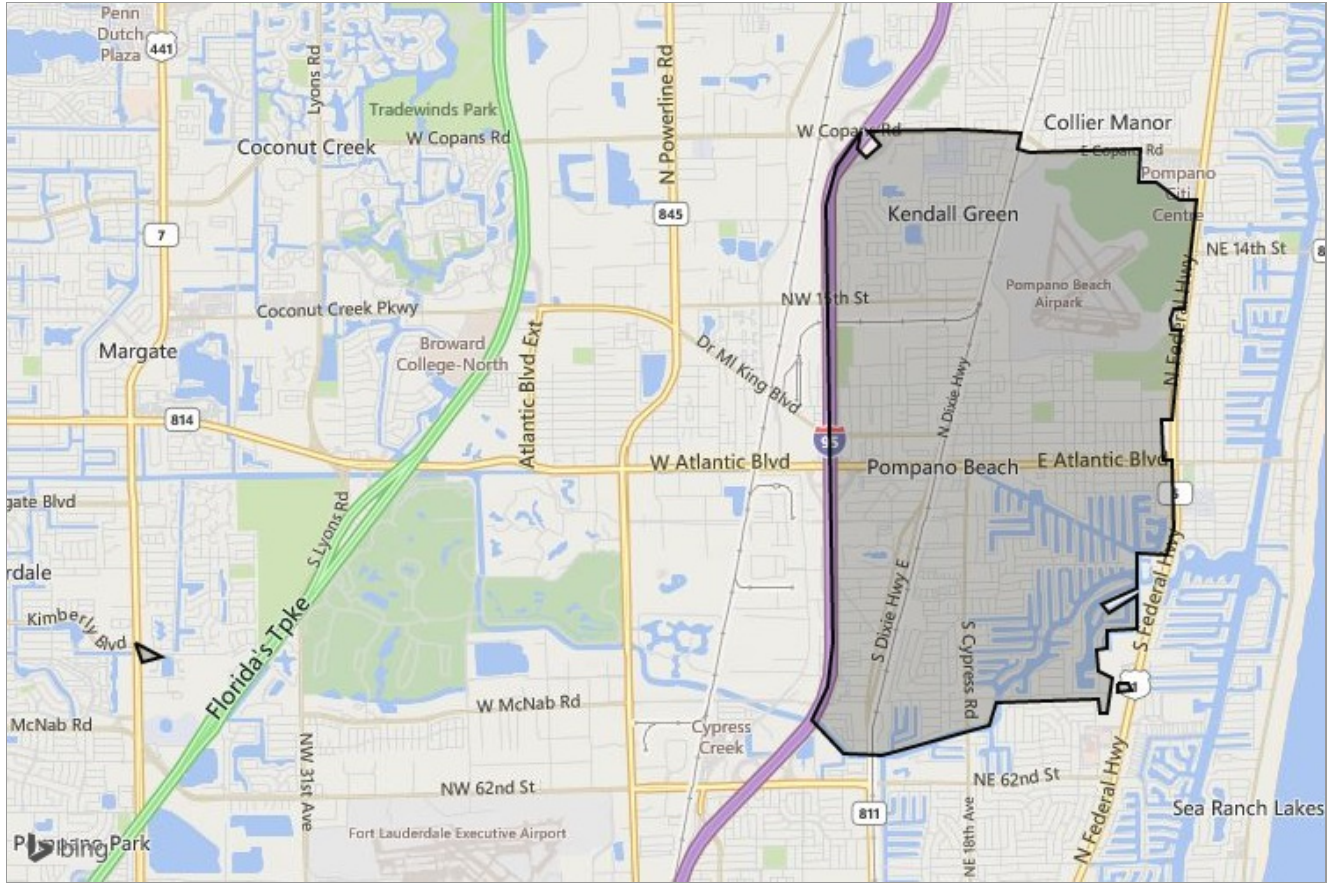 Penn
Dutch
Plaza
441
Lyons Rd
Tradewinds Park
W Copans Rd
Coconut Creek
N Powerline Rd
W Copans Rd
Collier Manor
E Copans Rd
Pompano
Citi
Centre
845
Kendall Green
7
NE 14th St
Coconut Creek Pkwy
NW 15th St
Pompano Beach
Airpark
N Federal Hwy
Margate
Broward
College-North
Atlantic Blvd Ext
Dr Ml King Blvd
N Dixie Hwy
814
95
W Atlantic Blvd
Pompano Beach
E Atlantic Blvd
gate Blvd
S Lyons Rd
rdale
Kimberly Blvd
Florida's Tpke
S Dixie Hwy E
S Cypress Rd
S Federal Hwy
W McNab Rd
McNab Rd
Cypress
Creek
NW 31st Ave
NW 62nd St
NE 62nd St
811
NE 18th Ave
N Federal Hwy
Sea Ranch Lakes
Fort Lauderdale Executive Airport
Park
bing